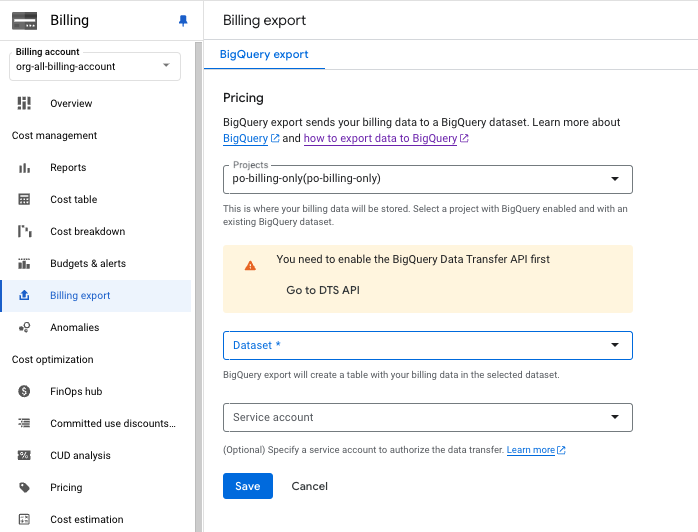 Billing
Billing account
org-all-billing-account
Overview
Cost management
Reports
Cost table
Cost breakdown
Budgets & alerts
Billing export
Anomalies
Cost optimization
FinOps hub
Committed use discounts...
CUD analysis
Pricing
Cost estimation
Billing export
BigQuery export
Pricing
BigQuery export sends your billing data to a BigQuery dataset. Learn more about
BigQuery and how to export data to BigQuery
Projects
po-billing-only(po-billing-only)
This is where your billing data will be stored. Select a project with BigQuery enabled and with an
existing BigQuery dataset.
You need to enable the BigQuery Data Transfer API first
Go to DTS API
Dataset *
BigQuery export will create a table with your billing data in the selected dataset.
Service account
(Optional) Specify a service account to authorize the data transfer. Learn more
Save Cancel